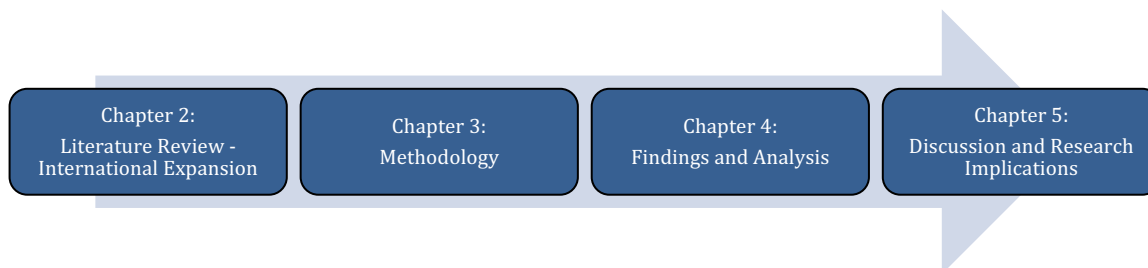 Chapter 2:
Literature Review -
International Expansion
Chapter 3:
Methodology
Chapter 4:
Findings and Analysis
Chapter 5:
Discussion and Research
Implications